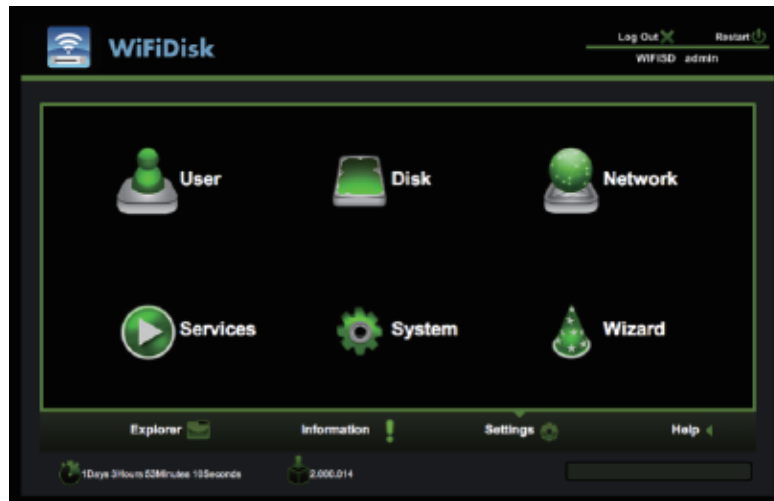 WiFiDisk
Log Out Restart
WIFISD admin
User Disk Network
Services System Wizard
Explorer Information Settings Help
1Days 3Hours 53Minutes 10Seconds 2.000.014